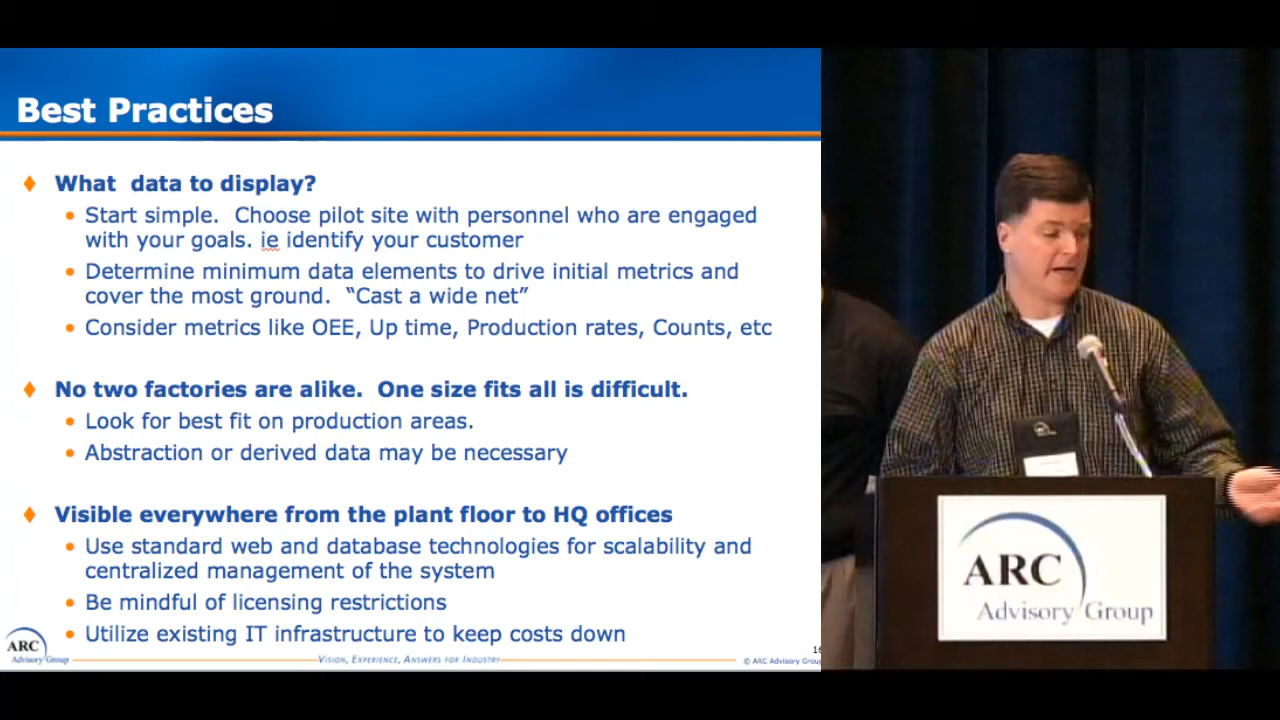 Best Practices
What data to display?
Start simple. Choose pilot site with personnel who are engaged
with your goals. ie identify your customer
Determine minimum data elements to drive initial metrics and
cover the most ground. “Cast a wide net”
Consider metrics like OEE, Up time, Production rates, Counts, etc
No two factories are alike. One size fits all is difficult.
Look for best fit on production areas.
Abstraction or derived data may be necessary
Visible everywhere from the plant floor to HQ offices
Use standard web and database technologies for scalability and
centralized management of the system
Be mindful of licensing restrictions
Utilize existing IT infrastructure to keep costs down
ARC
Advisory Group
VISION, EXPERIENCE, ANSWERS FOR INDUSTRY
16
© ARC Advisory Group
ARC
Advisory Group